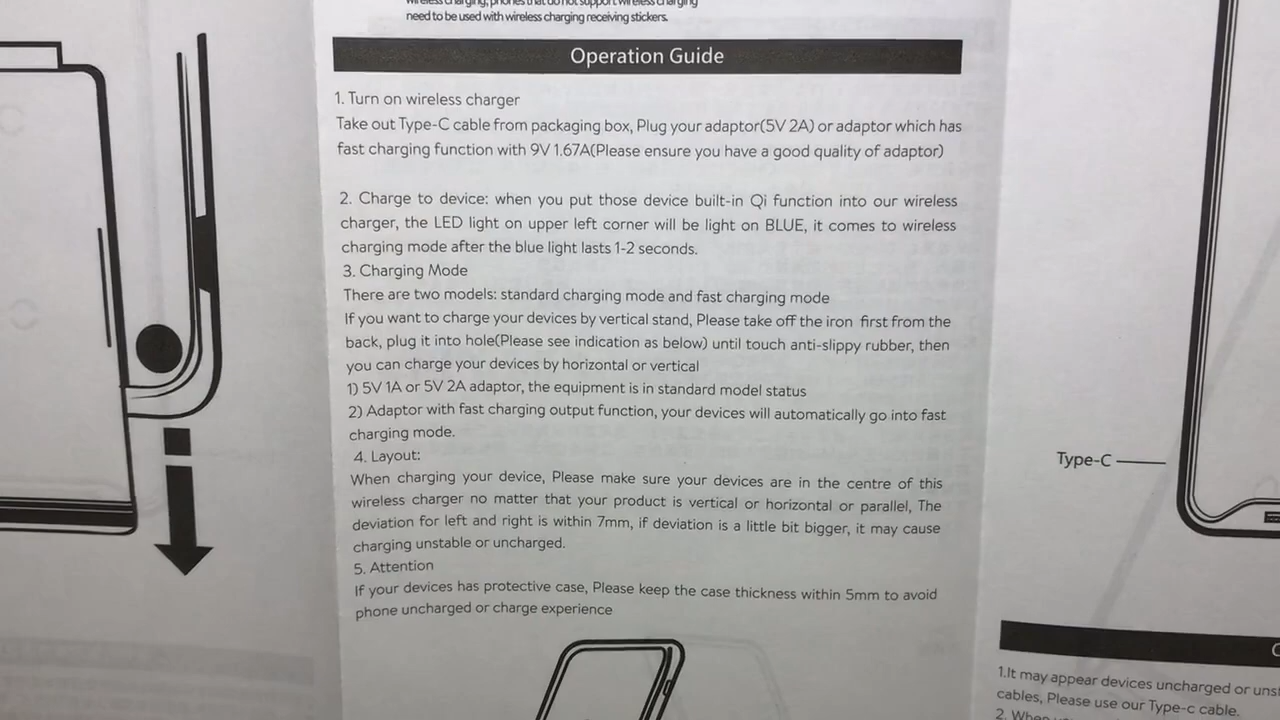 wireless charging, phones that do not support wireless charging
need to be used with wireless charging receiving stickers.
Operation Guide
1. Turn on wireless charger
Take out Type-C cable from packaging box, Plug your adaptor(5V 2A) or adaptor which has
fast charging function with 9V 1.67A(Please ensure you have a good quality of adaptor)
2. Charge to device: when you put those device built-in Qi function into our wireless
charger, the LED light on upper left corner will be light on BLUE, it comes to wireless
charging mode after the blue light lasts 1-2 seconds.
3. Charging Mode
There are two models: standard charging mode and fast charging mode
If you want to charge your devices by vertical stand, Please take off the iron first from the
back, plug it into hole(Please see indication as below) until touch anti-slippy rubber, then
you can charge your devices by horizontal or vertical
1) 5V 1A or 5V 2A adaptor, the equipment is in standard model status
2) Adaptor with fast charging output function, your devices will automatically go into fast
charging mode.
4. Layout:
When charging your device, Please make sure your devices are in the centre of this
wireless charger no matter that your product is vertical or horizontal or parallel, The
deviation for left and right is within 7mm, if deviation is a little bit bigger, it may cause
charging unstable or uncharged.
5. Attention
If your devices has protective case, Please keep the case thickness within 5mm to avoid
phone uncharged or charge experience
Type-C
1.It may appear devices uncharged or
cables, Please use our Type-c cable.
2. When